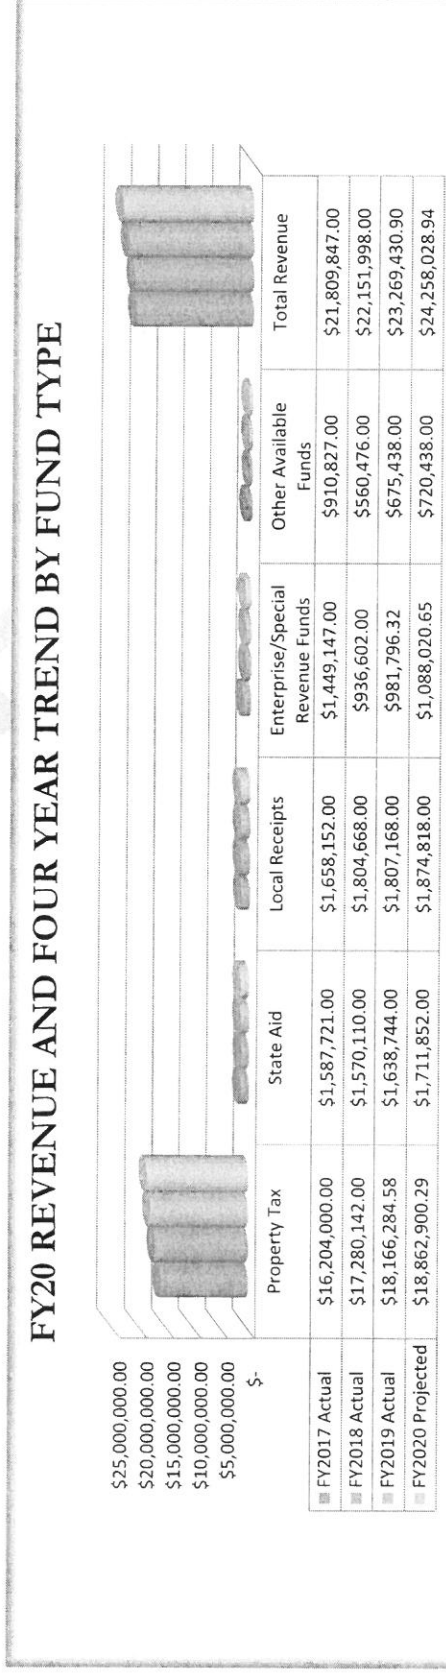 FY20 REVENUE AND FOUR YEAR TREND BY FUND TYPE
$25,000,000.00
$20,000,000.00
$15,000,000.00
$10,000,000.00
$5,000,000.00
$-
Property Tax State Aid Local Receipts Enterprise/Special Revenue Funds Other Available Funds Total Revenue
FY2017 Actual $16,204,000.00 $1,587,721.00 $1,658,152.00 $1,449,147.00 $910,827.00 $21,809,847.00
FY2018 Actual $17,280,142.00 $1,570,110.00 $1,804,668.00 $936,602.00 $560,476.00 $22,151,998.00
FY2019 Actual $18,166,284.58 $1,638,744.00 $1,807,168.00 $981,796.32 $675,438.00 $23,269,430.90
FY2020 Projected $18,862,900.29 $1,711,852.00 $1,874,818.00 $1,088,020.65 $720,438.00 $24,258,028.94